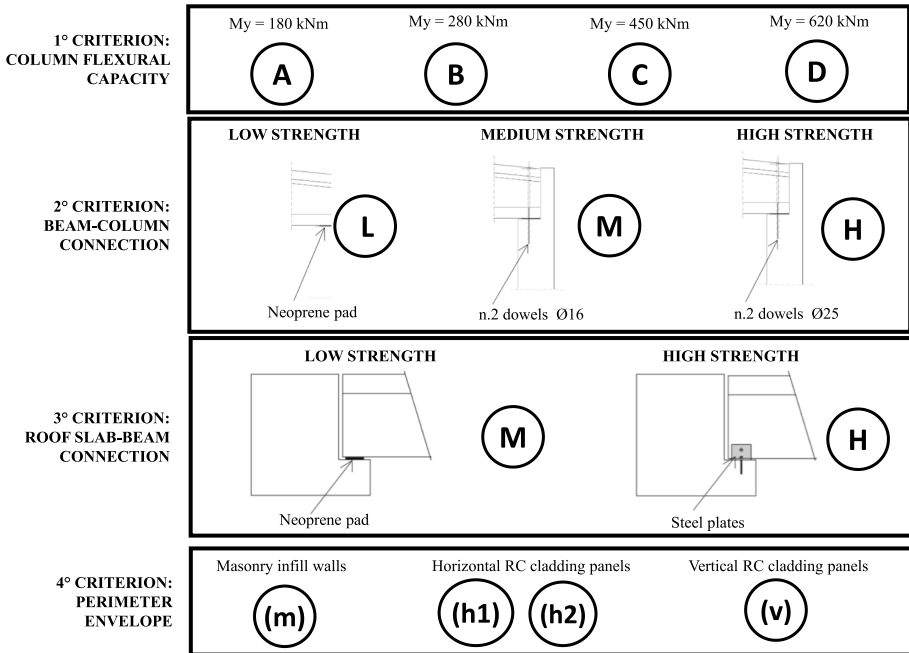 1° CRITERION:
COLUMN FLEXURAL
CAPACITY
My = 180 kNm
My = 280 kNm
My = 450 kNm
My = 620 kNm
A
B
C
D
2° CRITERION:
BEAM-COLUMN
CONNECTION
LOW STRENGTH
MEDIUM STRENGTH
HIGH STRENGTH
L
M
H
Neoprene pad
n.2 dowels Ø16
n.2 dowels Ø25
3° CRITERION:
ROOF SLAB-BEAM
CONNECTION
LOW STRENGTH
HIGH STRENGTH
M
H
Neoprene pad
Steel plates
4° CRITERION:
PERIMETER
ENVELOPE
Masonry infill walls
Horizontal RC cladding panels
Vertical RC cladding panels
(m)
(h1)
(h2)
(v)